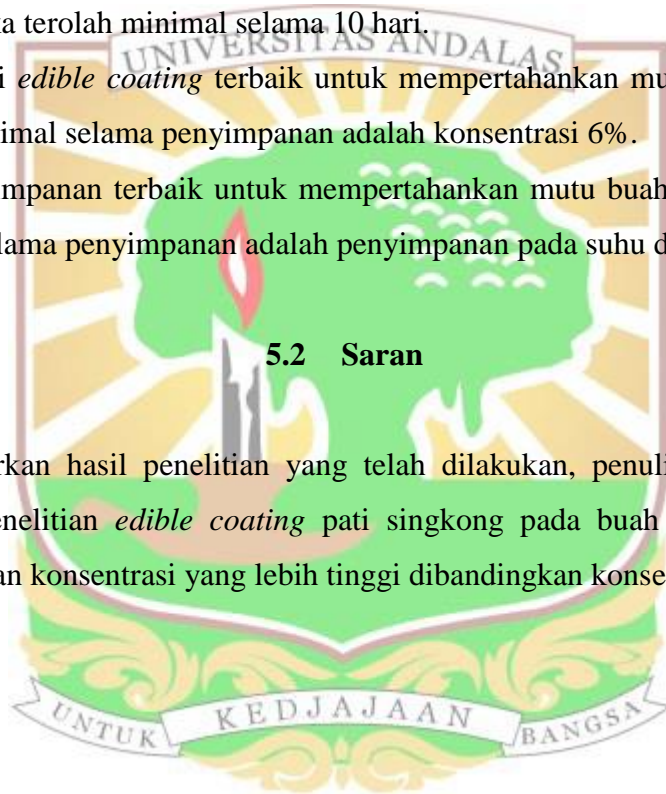 ka terolah minimal selama 10 hari.
UNIVERSITAS ANDALAS
i edible coating terbaik untuk mempertahankan mu
imal selama penyimpanan adalah konsentrasi 6%.
impanan terbaik untuk mempertahankan mutu buah
lama penyimpanan adalah penyimpanan pada suhu d
5.2 Saran
rkan hasil penelitian yang telah dilakukan, penuli
enelitian edible coating pati singkong pada buah
an konsentrasi yang lebih tinggi dibandingkan konse
UNTUK KEDJAJAAN BANGSA